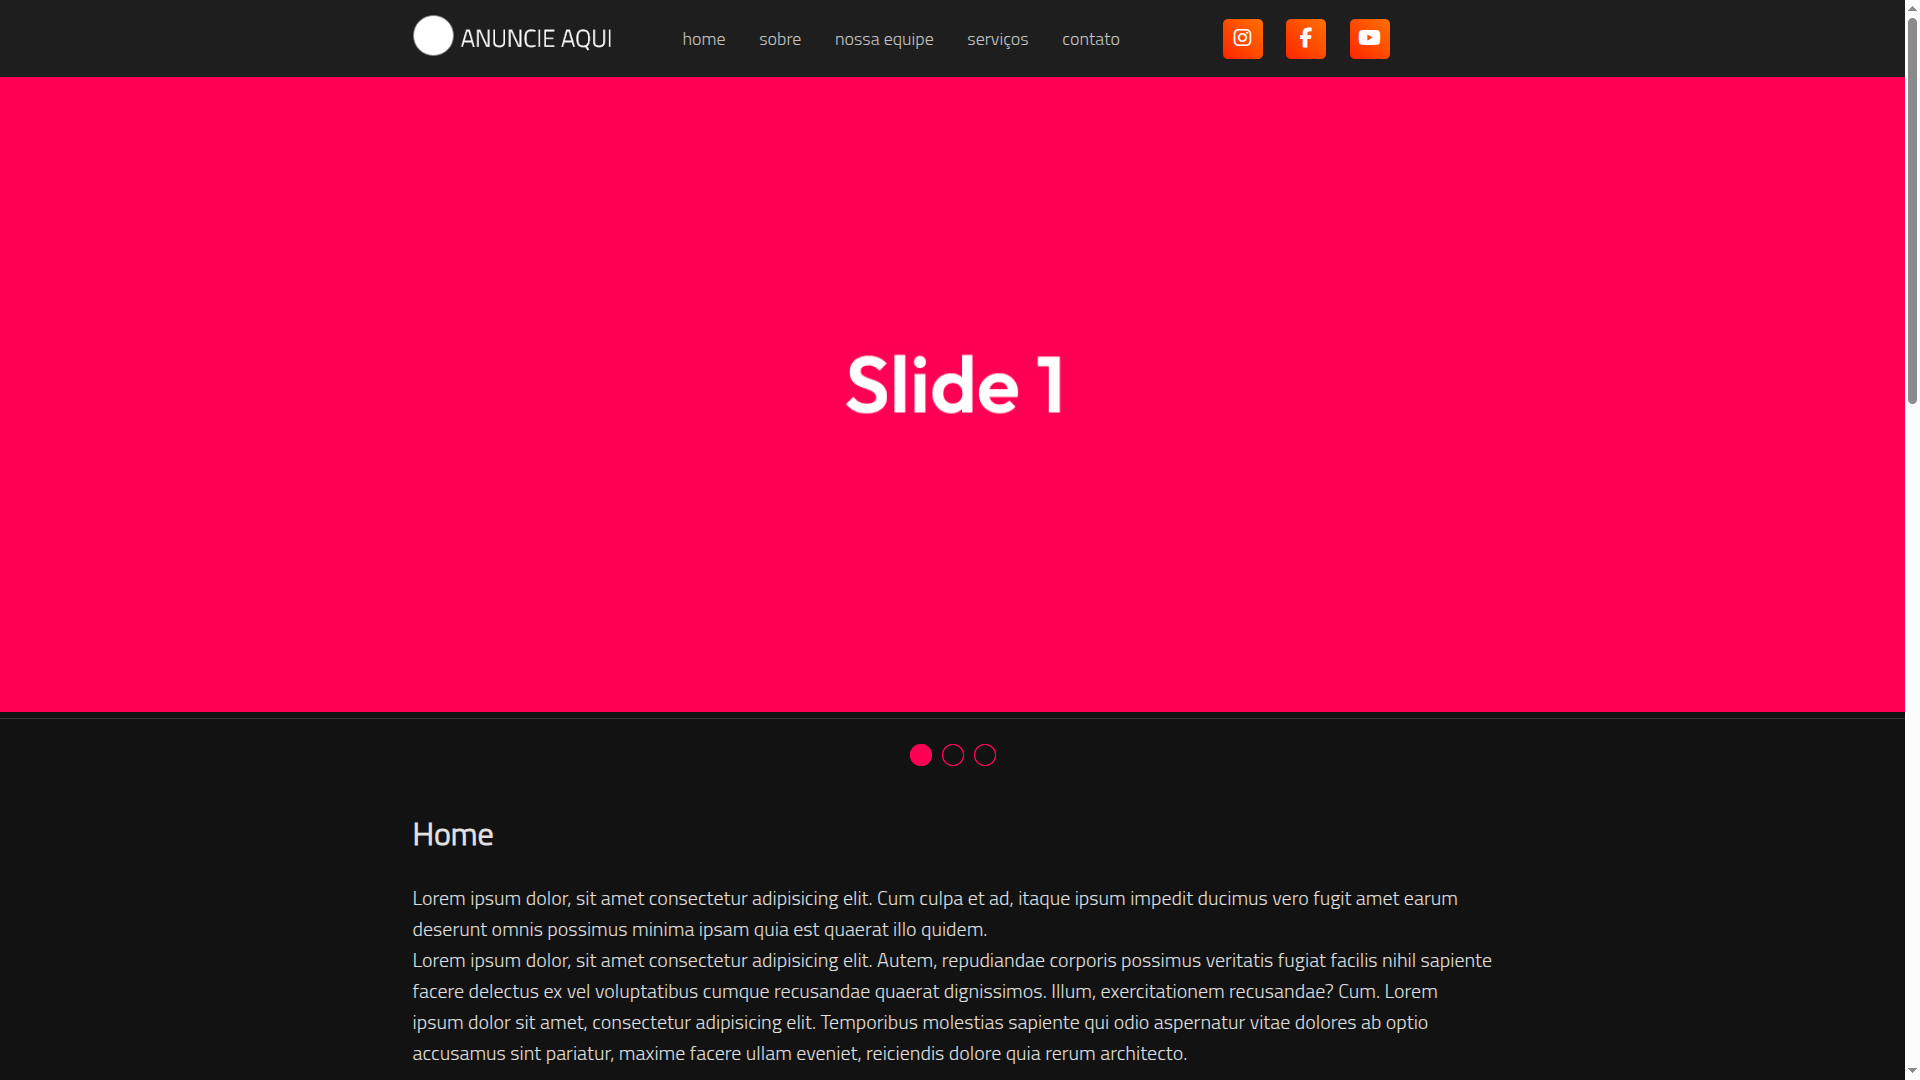 ANUNCIE AQUI
home sobre nossa equipe serviços contato
Slide 1
Home
Lorem ipsum dolor, sit amet consectetur adipisicing elit. Cum culpa et ad, itaque ipsum impedit ducimus vero fugit amet earum
deserunt omnis possimus minima ipsam quia est quaerat illo quidem.
Lorem ipsum dolor, sit amet consectetur adipisicing elit. Autem, repudiandae corporis possimus veritatis fugiat facilis nihil sapiente
facere delectus ex vel voluptatibus cumque recusandae quaerat dignissimos. Illum, exercitationem recusandae? Cum. Lorem
ipsum dolor sit amet, consectetur adipisicing elit. Temporibus molestias sapiente qui odio aspernatur vitae dolores ab optio
accusamus sint pariatur, maxime facere ullam eveniet, reiciendis dolore quia rerum architecto.